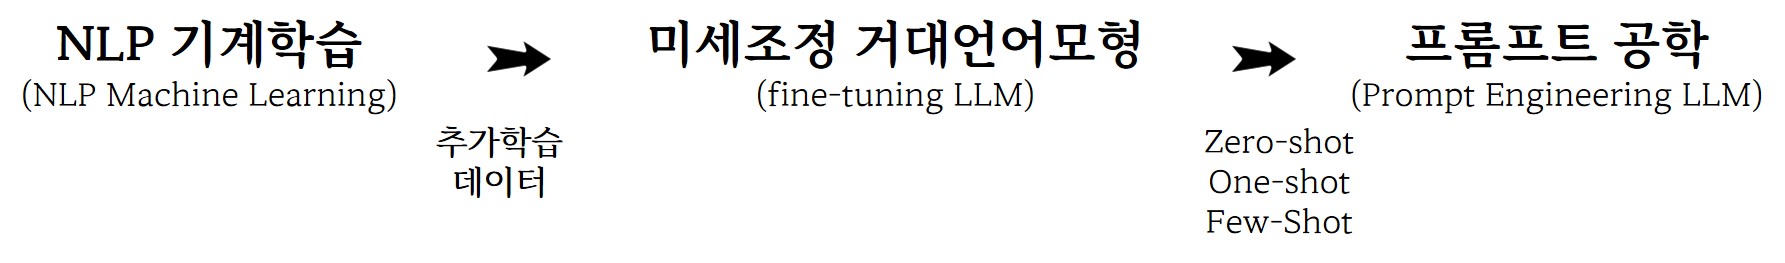 NLP 기계학습
(NLP Machine Learning)
추가학습
데이터
미세조정 거대언어모형
(fine-tuning LLM)
Zero-shot
One-shot
Few-Shot
프롬프트 공학
(Prompt Engineering LLM)